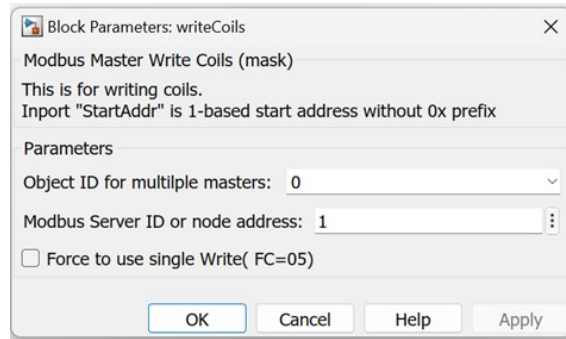 Block Parameters: writeCoils
Modbus Master Write Coils (mask)
This is for writing coils.
Inport "StartAddr" is 1-based start address without 0x prefix
Parameters
Object ID for multilple masters: 0
Modbus Server ID or node address: 1
Force to use single Write( FC=05)
OK Cancel Help Apply